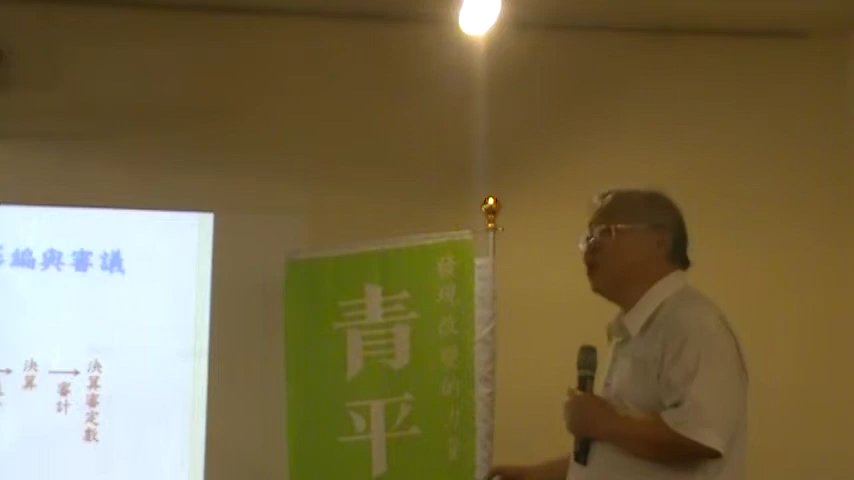 編與審議
決算
審計
決算審定數
青平
發現改變的力量